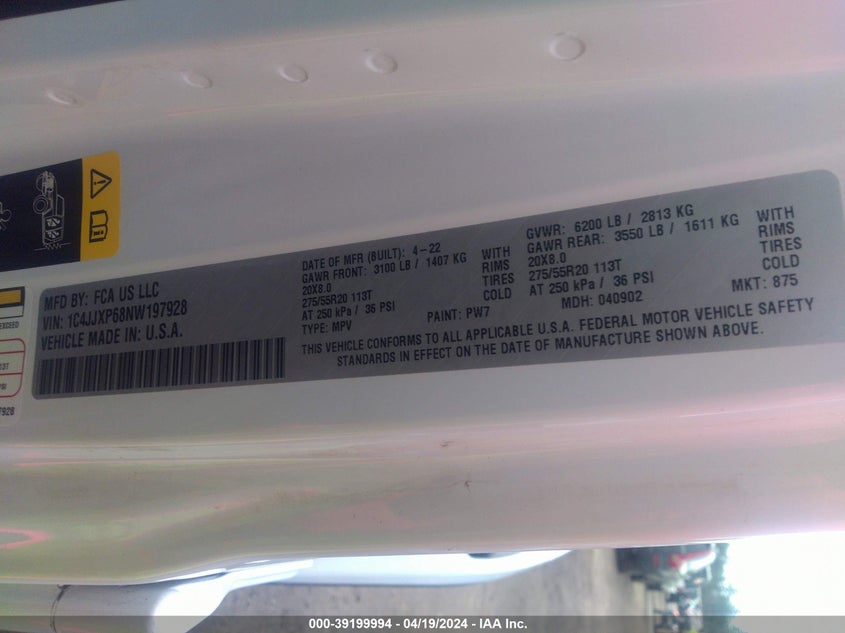 MFD BY: FCA US LLC
VIN: 1C4JJXP68NW197928
VEHICLE MADE IN: U.S.A.
DATE OF MFR (BUILT): 4-22
GAWR FRONT: 3100 LB / 1407 KG WITH
20X8.0 RIMS
275/55R20 113T TIRES
AT 250 kPa / 36 PSI COLD
TYPE: MPV PAINT: PW7
GVWR: 6200 LB / 2813 KG
GAWR REAR: 3550 LB / 1611 KG WITH
20X8.0 RIMS
275/55R20 113T TIRES
AT 250 kPa / 36 PSI COLD
MDH: 040902 MKT: 875
THIS VEHICLE CONFORMS TO ALL APPLICABLE U.S.A. FEDERAL MOTOR VEHICLE SAFETY
STANDARDS IN EFFECT ON THE DATE OF MANUFACTURE SHOWN ABOVE.
EXCEED
13T
PSI
7928
000-39199994 - 04/19/2024 - IAA Inc.